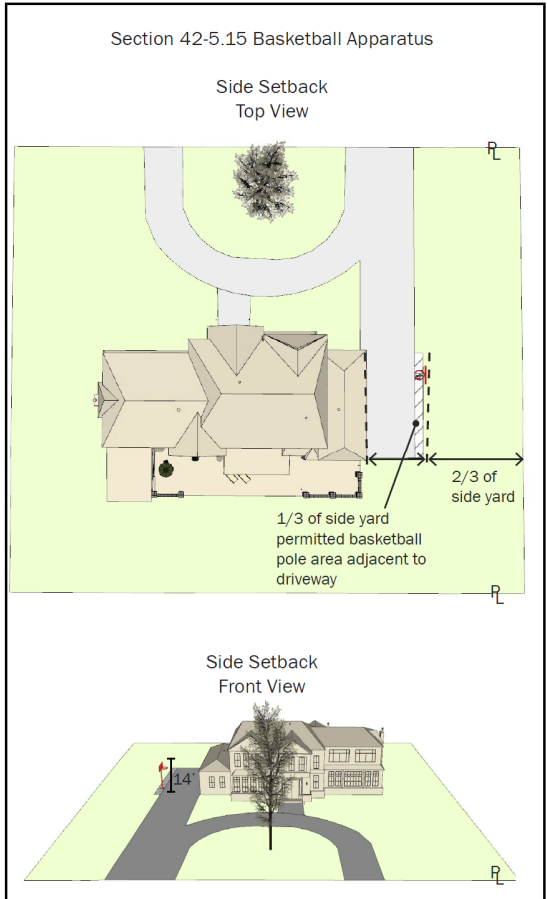 Section 42-5.15 Basketball Apparatus
Side Setback
Top View
PL
2/3 of
side yard
1/3 of side yard
permitted basketball
pole area adjacent to
driveway
PL
Side Setback
Front View
14'
PL